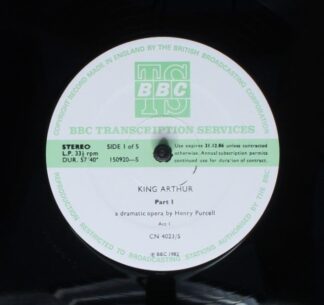 COPYRIGHT RECORD MADE IN ENGLAND BY THE BRITISH BROADCASTING CORPORATION
TS
BBC
BBC TRANSCRIPTION SERVICES
STEREO
L.P. 33⅓ rpm
DUR. 57'40"
SIDE 1 of 5
150920-S
Use expires 31.12.86 unless contracted
otherwise. Annual subscription permits
continued use for duration of contract.
KING ARTHUR
Part 1
a dramatic opera by Henry Purcell
Act 1
CN 4023/S
℗ BBC 1982
REPRODUCTION RESTRICTED TO BROADCASTING STATIONS AUTHORISED BY THE